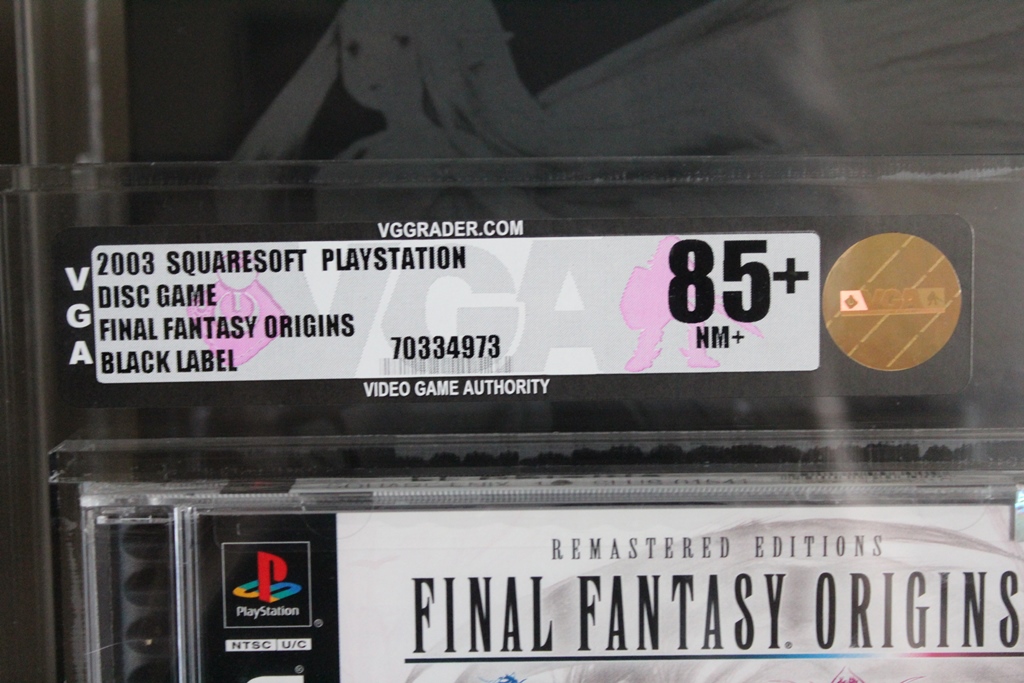 VGGRADER.COM
VGA
2003 SQUARESOFT PLAYSTATION
DISC GAME
FINAL FANTASY ORIGINS
BLACK LABEL
70334973
85+
NM+
VGA
VGA
VIDEO GAME AUTHORITY
REMASTERED EDITIONS
FINAL FANTASY® ORIGINS
PlayStation®
NTSC U/C
®